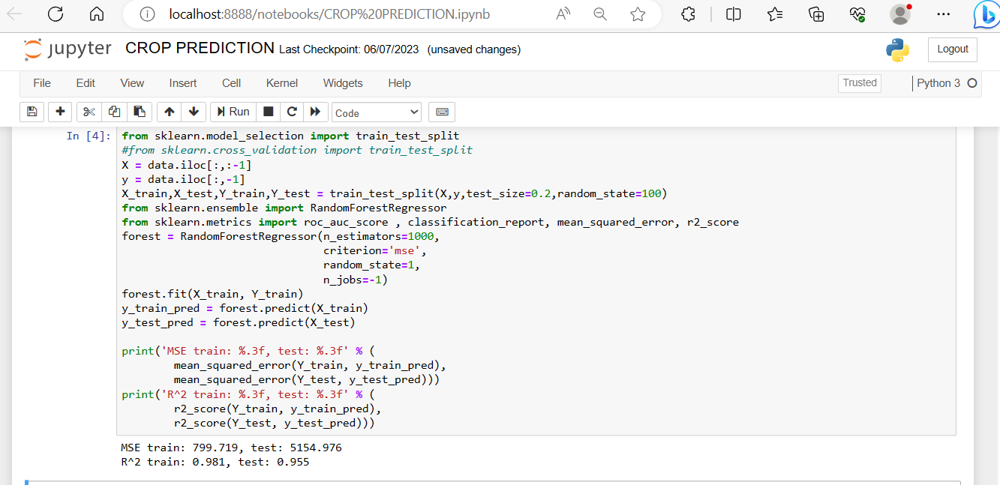 localhost:8888/notebooks/CROP%20PREDICTION.ipynb
jupyter CROP PREDICTION Last Checkpoint: 06/07/2023 (unsaved changes) Logout
File Edit View Insert Cell Kernel Widgets Help Trusted Python 3
Run Code
In [4]: from sklearn.model_selection import train_test_split
#from sklearn.cross_validation import train_test_split
X = data.iloc[:,:-1]
y = data.iloc[:,-1]
X_train,X_test,Y_train,Y_test = train_test_split(X,y,test_size=0.2,random_state=100)
from sklearn.ensemble import RandomForestRegressor
from sklearn.metrics import roc_auc_score , classification_report, mean_squared_error, r2_score
forest = RandomForestRegressor(n_estimators=1000,
criterion='mse',
random_state=1,
n_jobs=-1)
forest.fit(X_train, Y_train)
y_train_pred = forest.predict(X_train)
y_test_pred = forest.predict(X_test)
print('MSE train: %.3f, test: %.3f' % (
mean_squared_error(Y_train, y_train_pred),
mean_squared_error(Y_test, y_test_pred)))
print('R^2 train: %.3f, test: %.3f' % (
r2_score(Y_train, y_train_pred),
r2_score(Y_test, y_test_pred)))
MSE train: 799.719, test: 5154.976
R^2 train: 0.981, test: 0.955